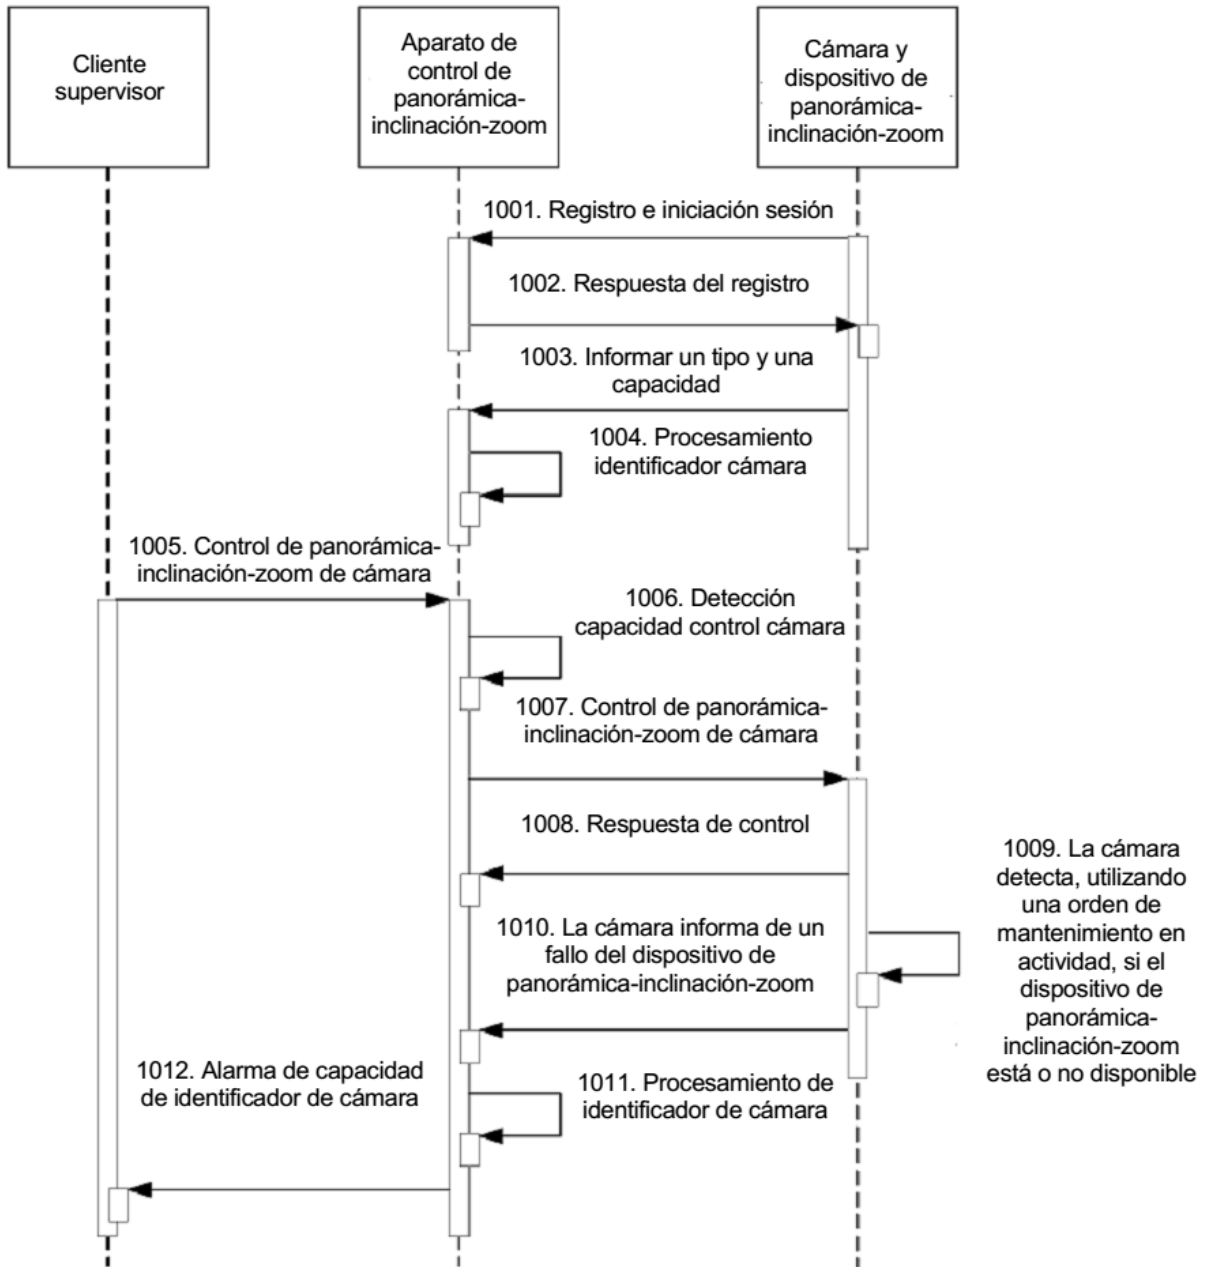 Cliente
supervisor
Aparato de
control de
panorámica-
inclinación-zoom
Cámara y
dispositivo de
panorámica-
inclinación-zoom
1001. Registro e iniciación sesión
1002. Respuesta del registro
1003. Informar un tipo y una
capacidad
1004. Procesamiento
identificador cámara
1005. Control de panorámica-
inclinación-zoom de cámara
1006. Detección
capacidad control cámara
1007. Control de panorámica-
inclinación-zoom de cámara
1008. Respuesta de control
1009. La cámara
detecta, utilizando
una orden de
mantenimiento en
actividad, si el
dispositivo de
panorámica-
inclinación-zoom
está o no disponible
1010. La cámara informa de un
fallo del dispositivo de
panorámica-inclinación-zoom
1011. Procesamiento de
identificador de cámara
1012. Alarma de capacidad
de identificador de cámara